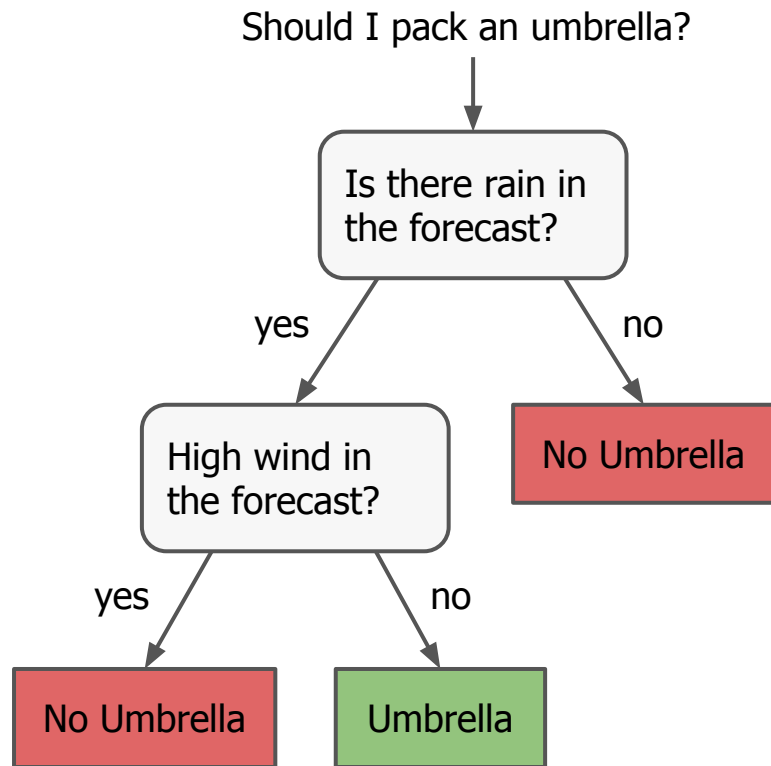 Should I pack an umbrella?
Is there rain in
the forecast?
yes
no
High wind in
the forecast?
No Umbrella
yes
no
No Umbrella
Umbrella